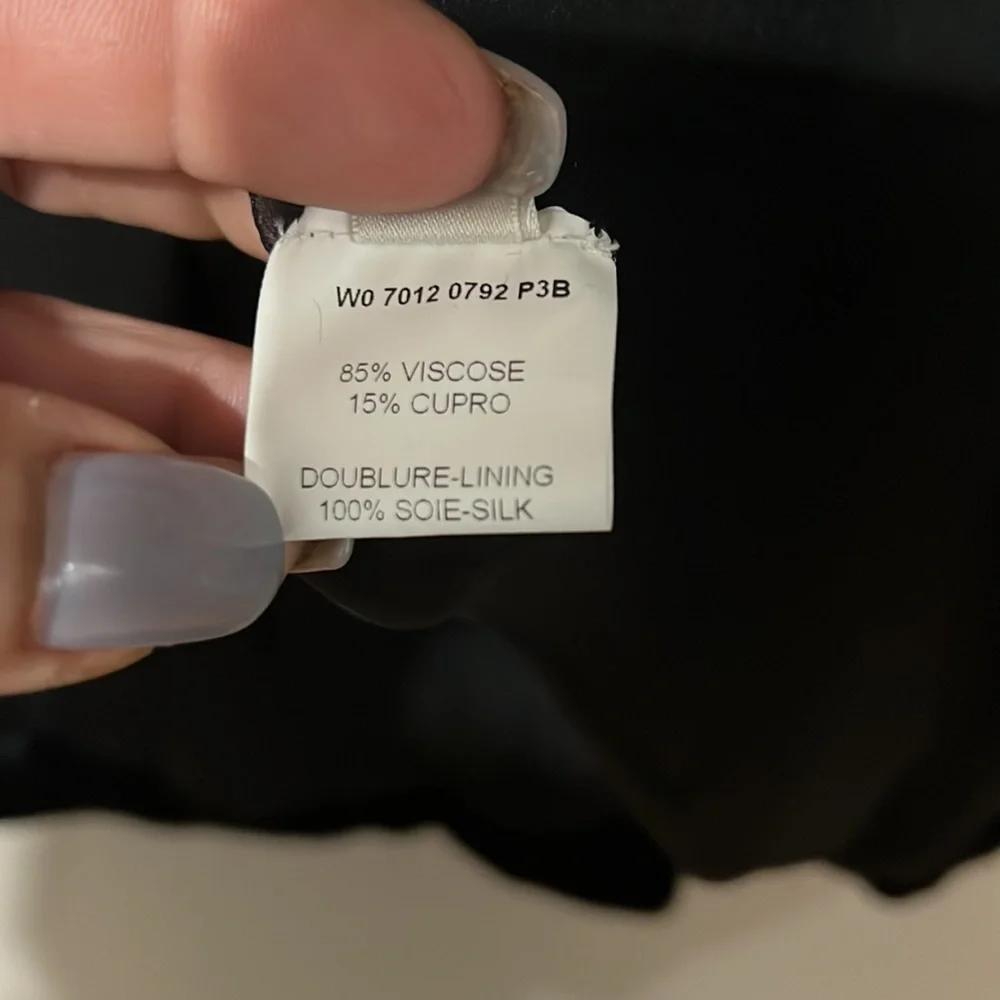 W0 7012 0792 P3B
85% VISCOSE
15% CUPRO
DOUBLURE-LINING
100% SOIE-SILK